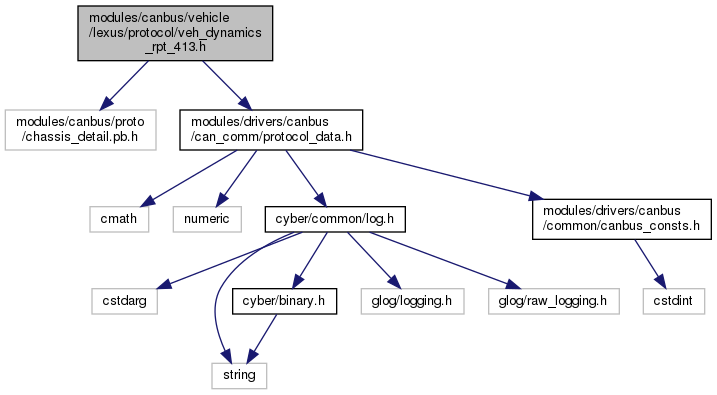 modules/canbus/vehicle
/lexus/protocol/veh_dynamics
_rpt_413.h
modules/canbus/proto
/chassis_detail.pb.h
modules/drivers/canbus
/can_comm/protocol_data.h
cmath
numeric
cyber/common/log.h
modules/drivers/canbus
/common/canbus_consts.h
cstdarg
cyber/binary.h
glog/logging.h
glog/raw_logging.h
cstdint
string